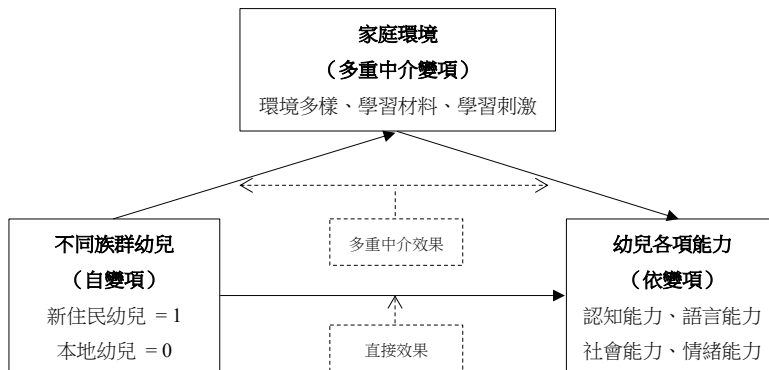 家庭環境
（多重中介變項）
環境多樣、學習材料、學習刺激
多重中介效果
不同族群幼兒
（自變項）
新住民幼兒 = 1
本地幼兒 = 0
幼兒各項能力
（依變項）
認知能力、語言能力
社會能力、情緒能力
直接效果